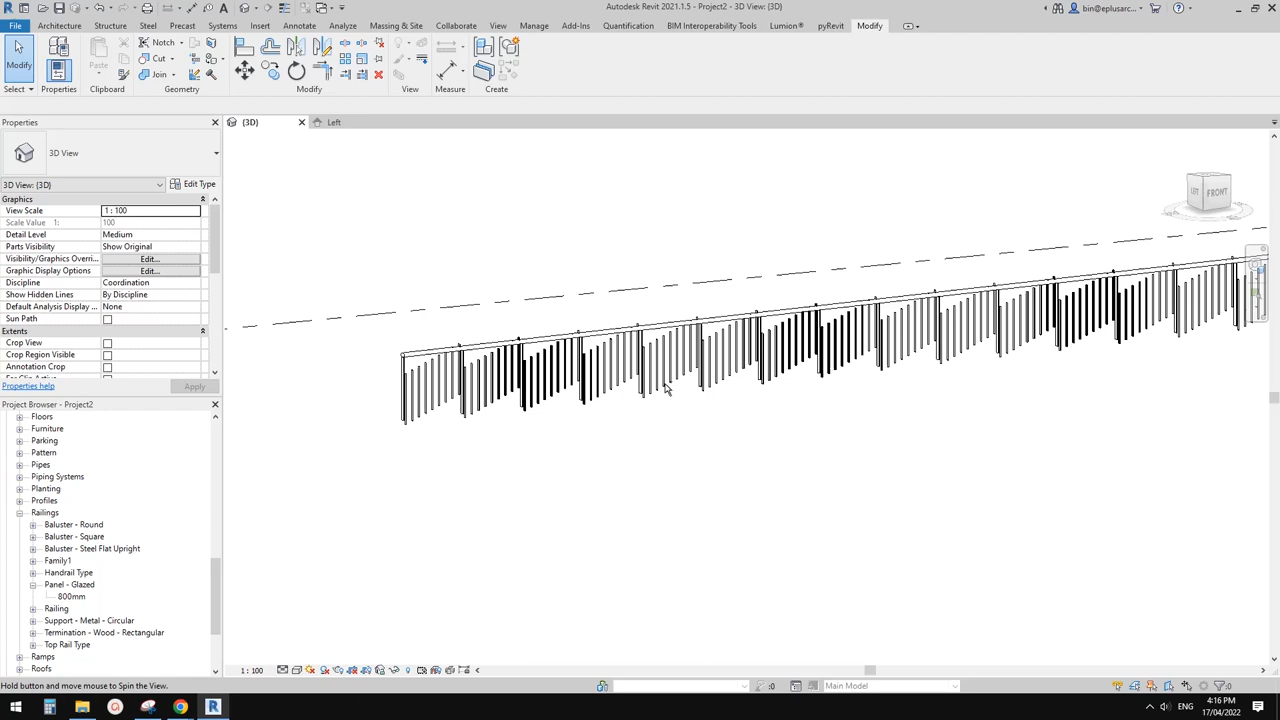 Autodesk Revit 2021.1.5 - Project2 - 3D View: {3D}
bin@eplusarc...
File
Architecture
Structure
Steel
Precast
Systems
Insert
Annotate
Analyze
Massing & Site
Collaborate
View
Manage
Add-Ins
Quantification
BIM Interoperability Tools
Lumion®
pyRevit
Modify
Modify
Paste
Notch
Cut
Join
Select
Properties
Clipboard
Geometry
Modify
View
Measure
Create
Properties
{3D}
Left
3D View
3D View: {3D}
Edit Type
Graphics
View Scale
1 : 100
Scale Value 1:
100
Detail Level
Medium
Parts Visibility
Show Original
Visibility/Graphics Overri...
Edit...
Graphic Display Options
Edit...
Discipline
Coordination
Show Hidden Lines
By Discipline
Default Analysis Display ...
None
Sun Path
Extents
Crop View
Crop Region Visible
Annotation Crop
Properties help
Apply
Project Browser - Project2
Floors
Furniture
Parking
Pattern
Pipes
Piping Systems
Planting
Profiles
Railings
Baluster - Round
Baluster - Square
Baluster - Steel Flat Upright
Family1
Handrail Type
Panel - Glazed
800mm
Railing
Support - Metal - Circular
Termination - Wood - Rectangular
Top Rail Type
Ramps
Roofs
FRONT
1 : 100
Hold button and move mouse to Spin the View.
:0
Main Model
:0
ENG
4:16 PM
17/04/2022